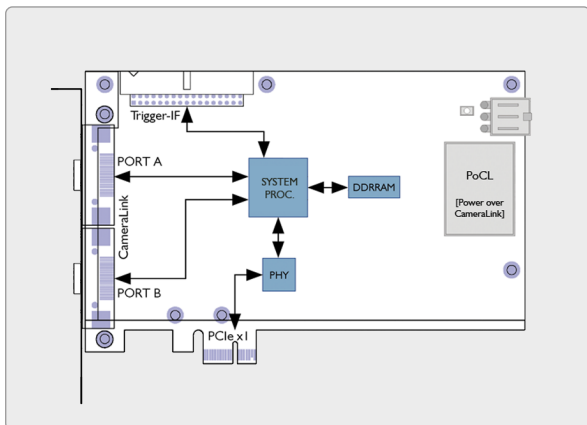 Trigger-IF
PORT A
CameraLink
PORT B
SYSTEM
PROC.
DDRRAM
PHY
PCIe x1
PoCL
[Power over
CameraLink]